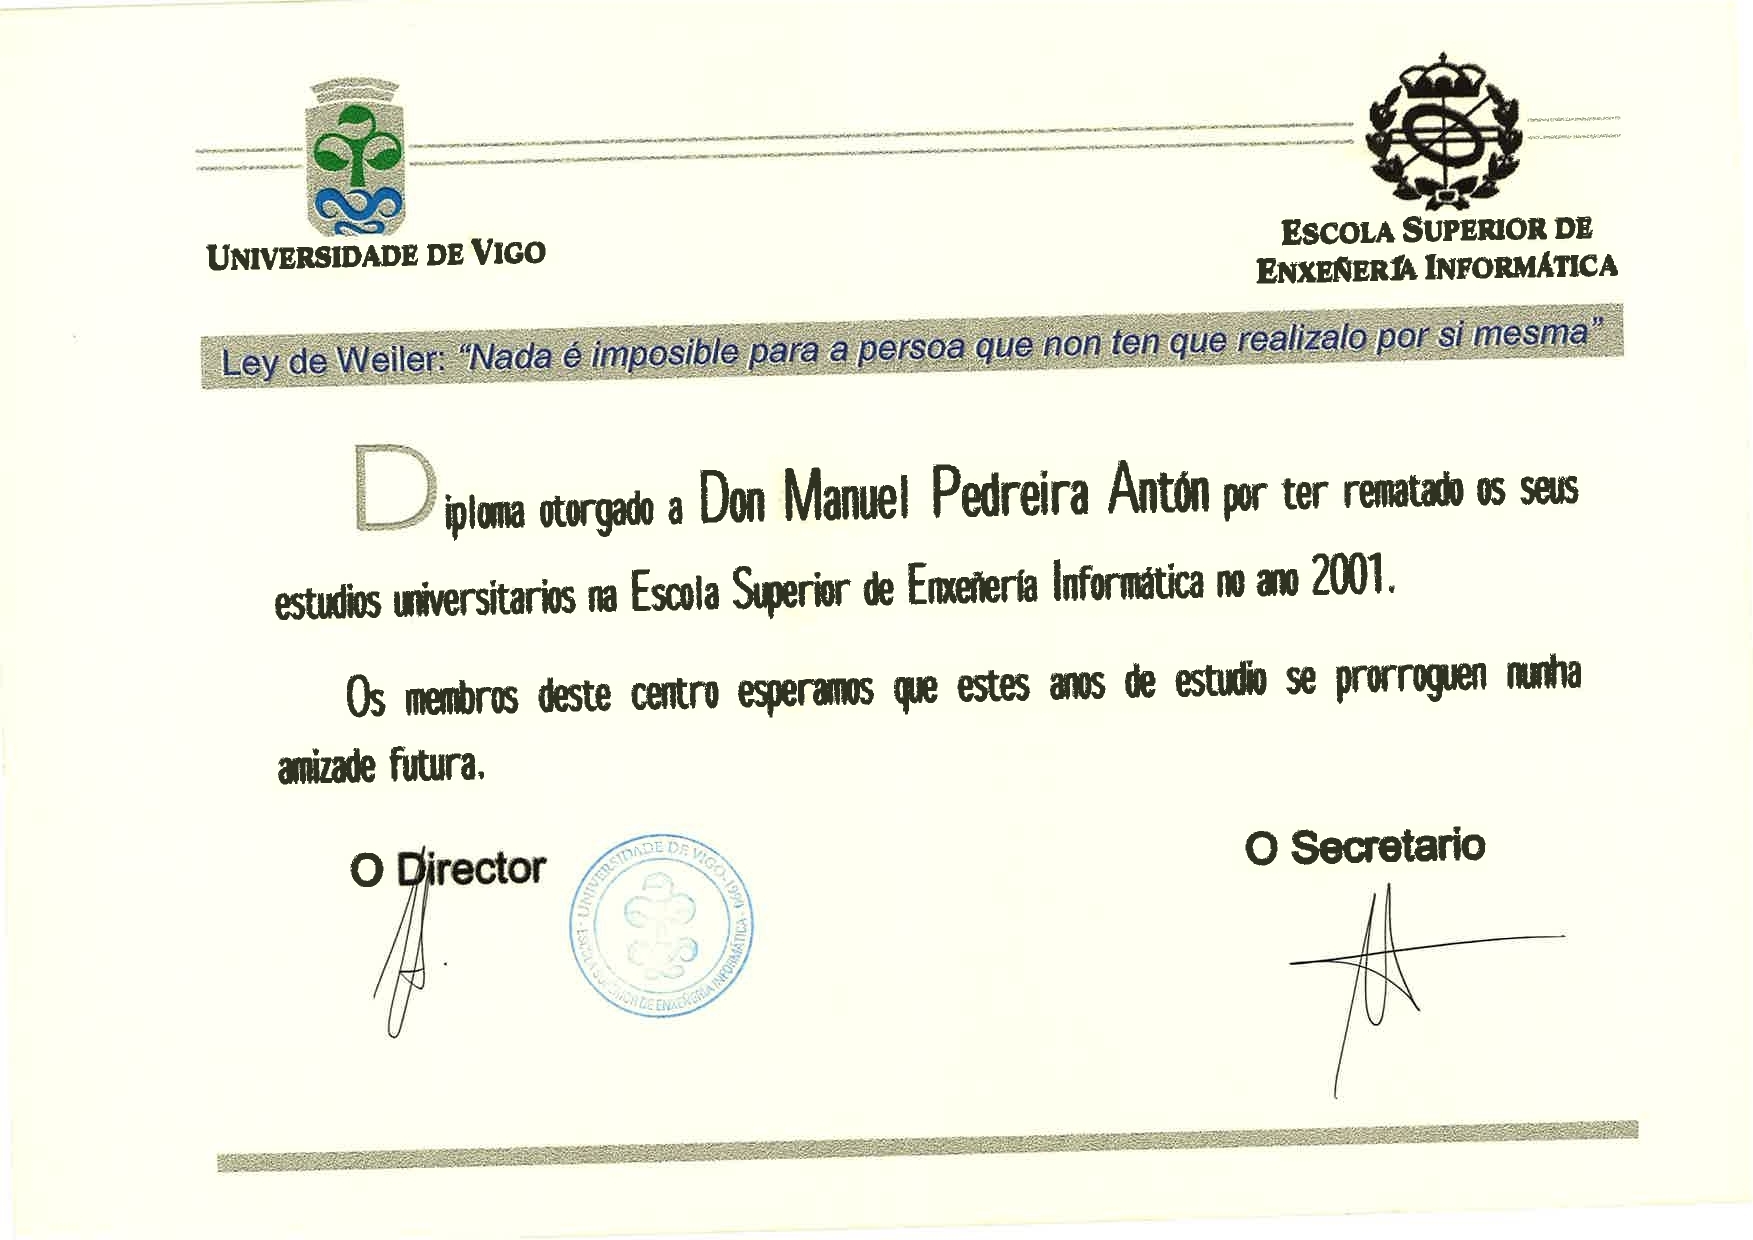 UNIVERSIDADE DE VIGO
ESCOLA SUPERIOR DE
ENXEÑERÍA INFORMÁTICA
Ley de Weiler: “Nada é imposible para a persoa que non ten que realizalo por si mesma”
Diploma otorgado a Don Manuel Pedreira Antón por ter rematado os seus
estudios universitarios na Escola Superior de Enxeñería Informática no ano 2001.
Os membros deste centro esperamos que estes anos de estudio se prorroguen nunha
amizade futura.
O Director
O Secretario
· UNIVERSIDADE DE VIGO · 1990 ·
ESCOLA SUPERIOR DE ENXEÑERÍA INFORMÁTICA